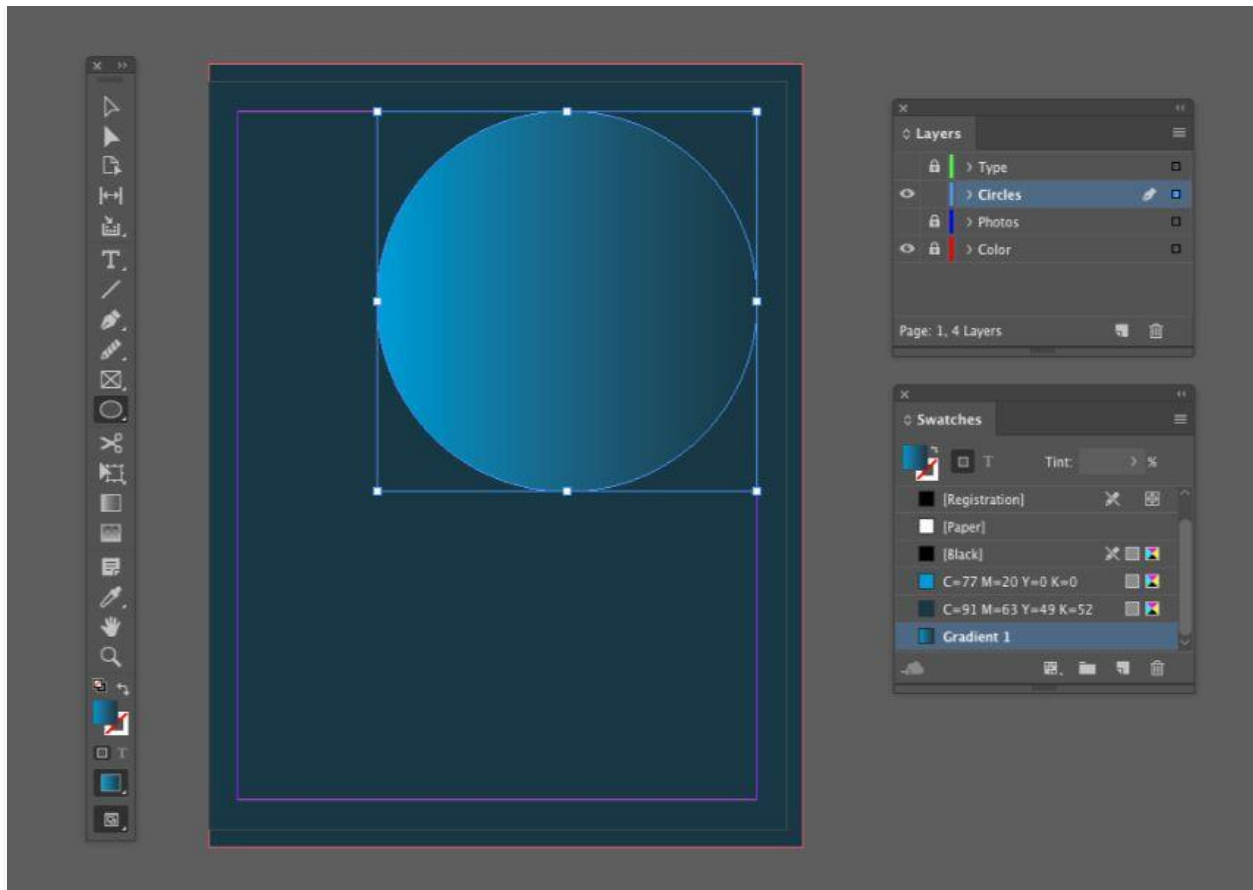 Layers
Type
Circles
Photos
Color
Page: 1, 4 Layers
Swatches
T Tint: %
[Registration]
[Paper]
[Black]
C=77 M=20 Y=0 K=0
C=91 M=63 Y=49 K=52
Gradient 1